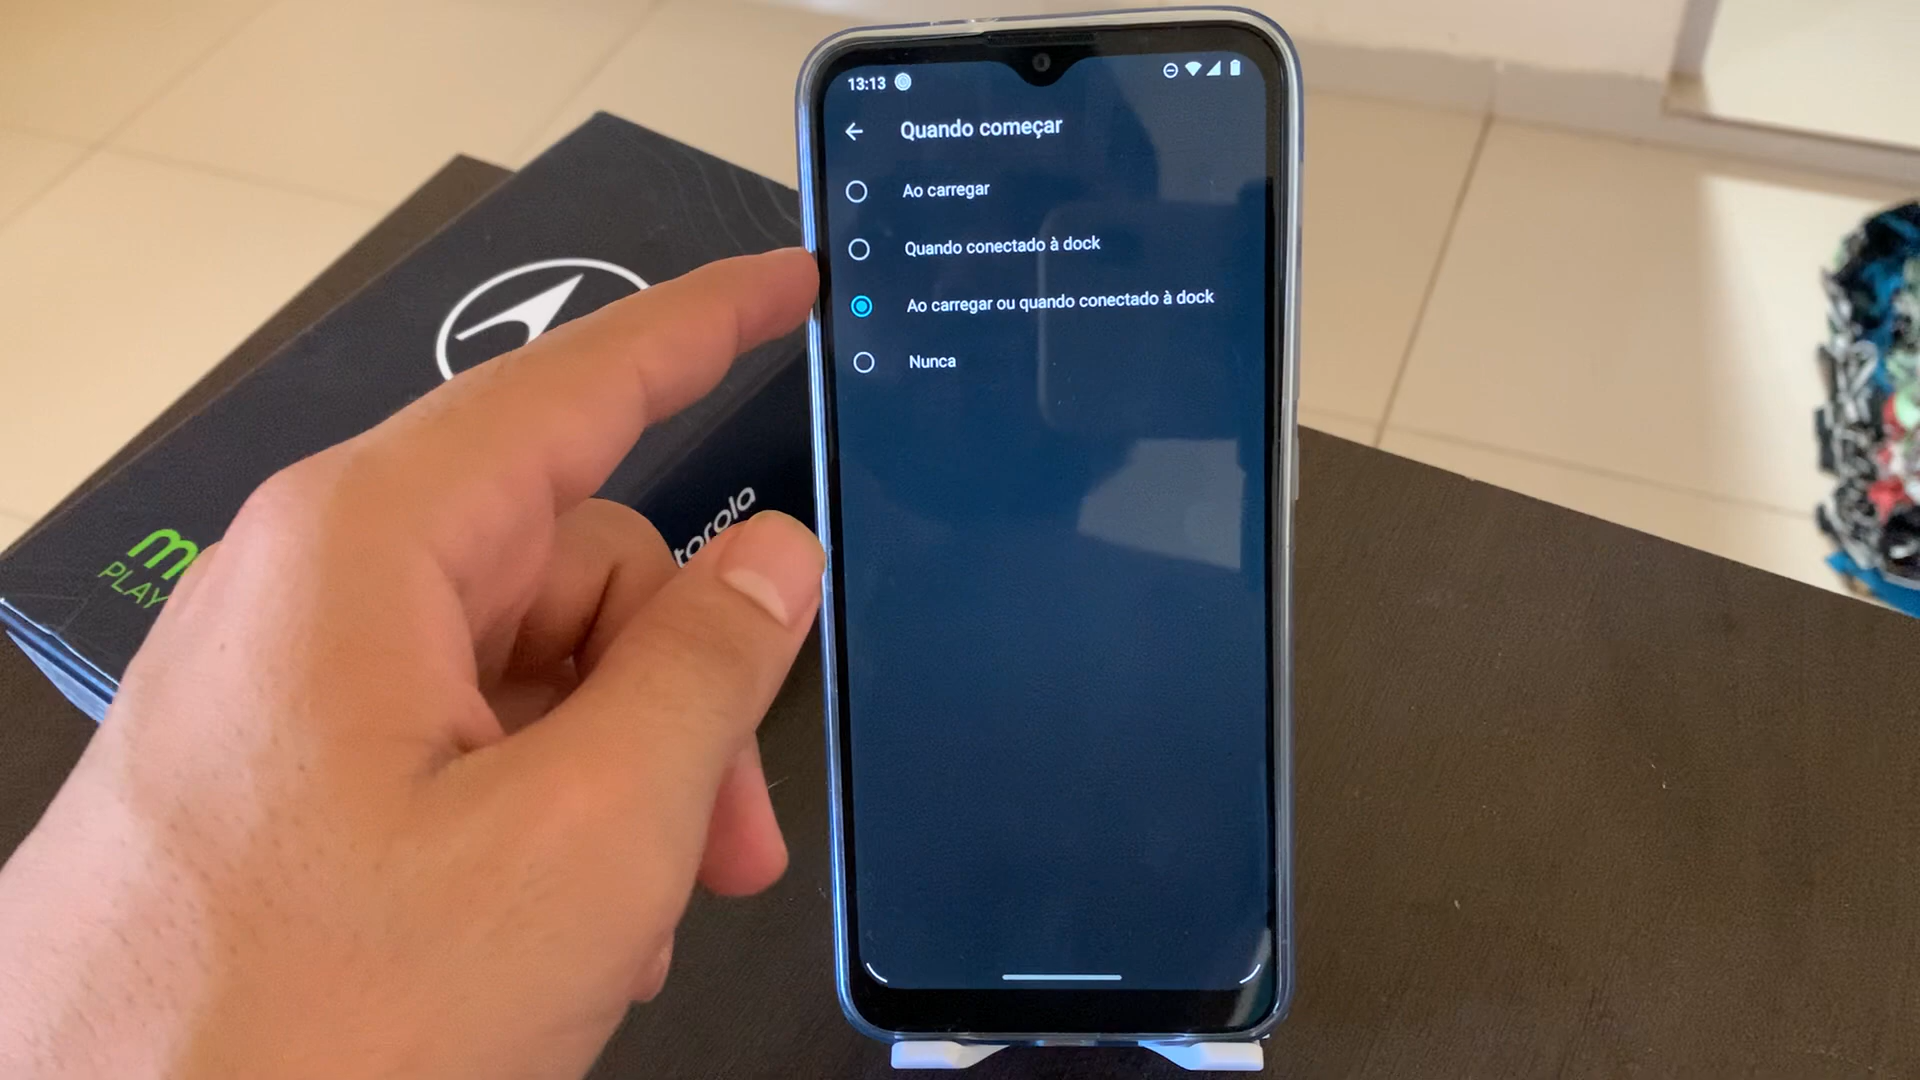 13:13
Quando começar
Ao carregar
Quando conectado à dock
Ao carregar ou quando conectado à dock
Nunca
torola
m
PLAY